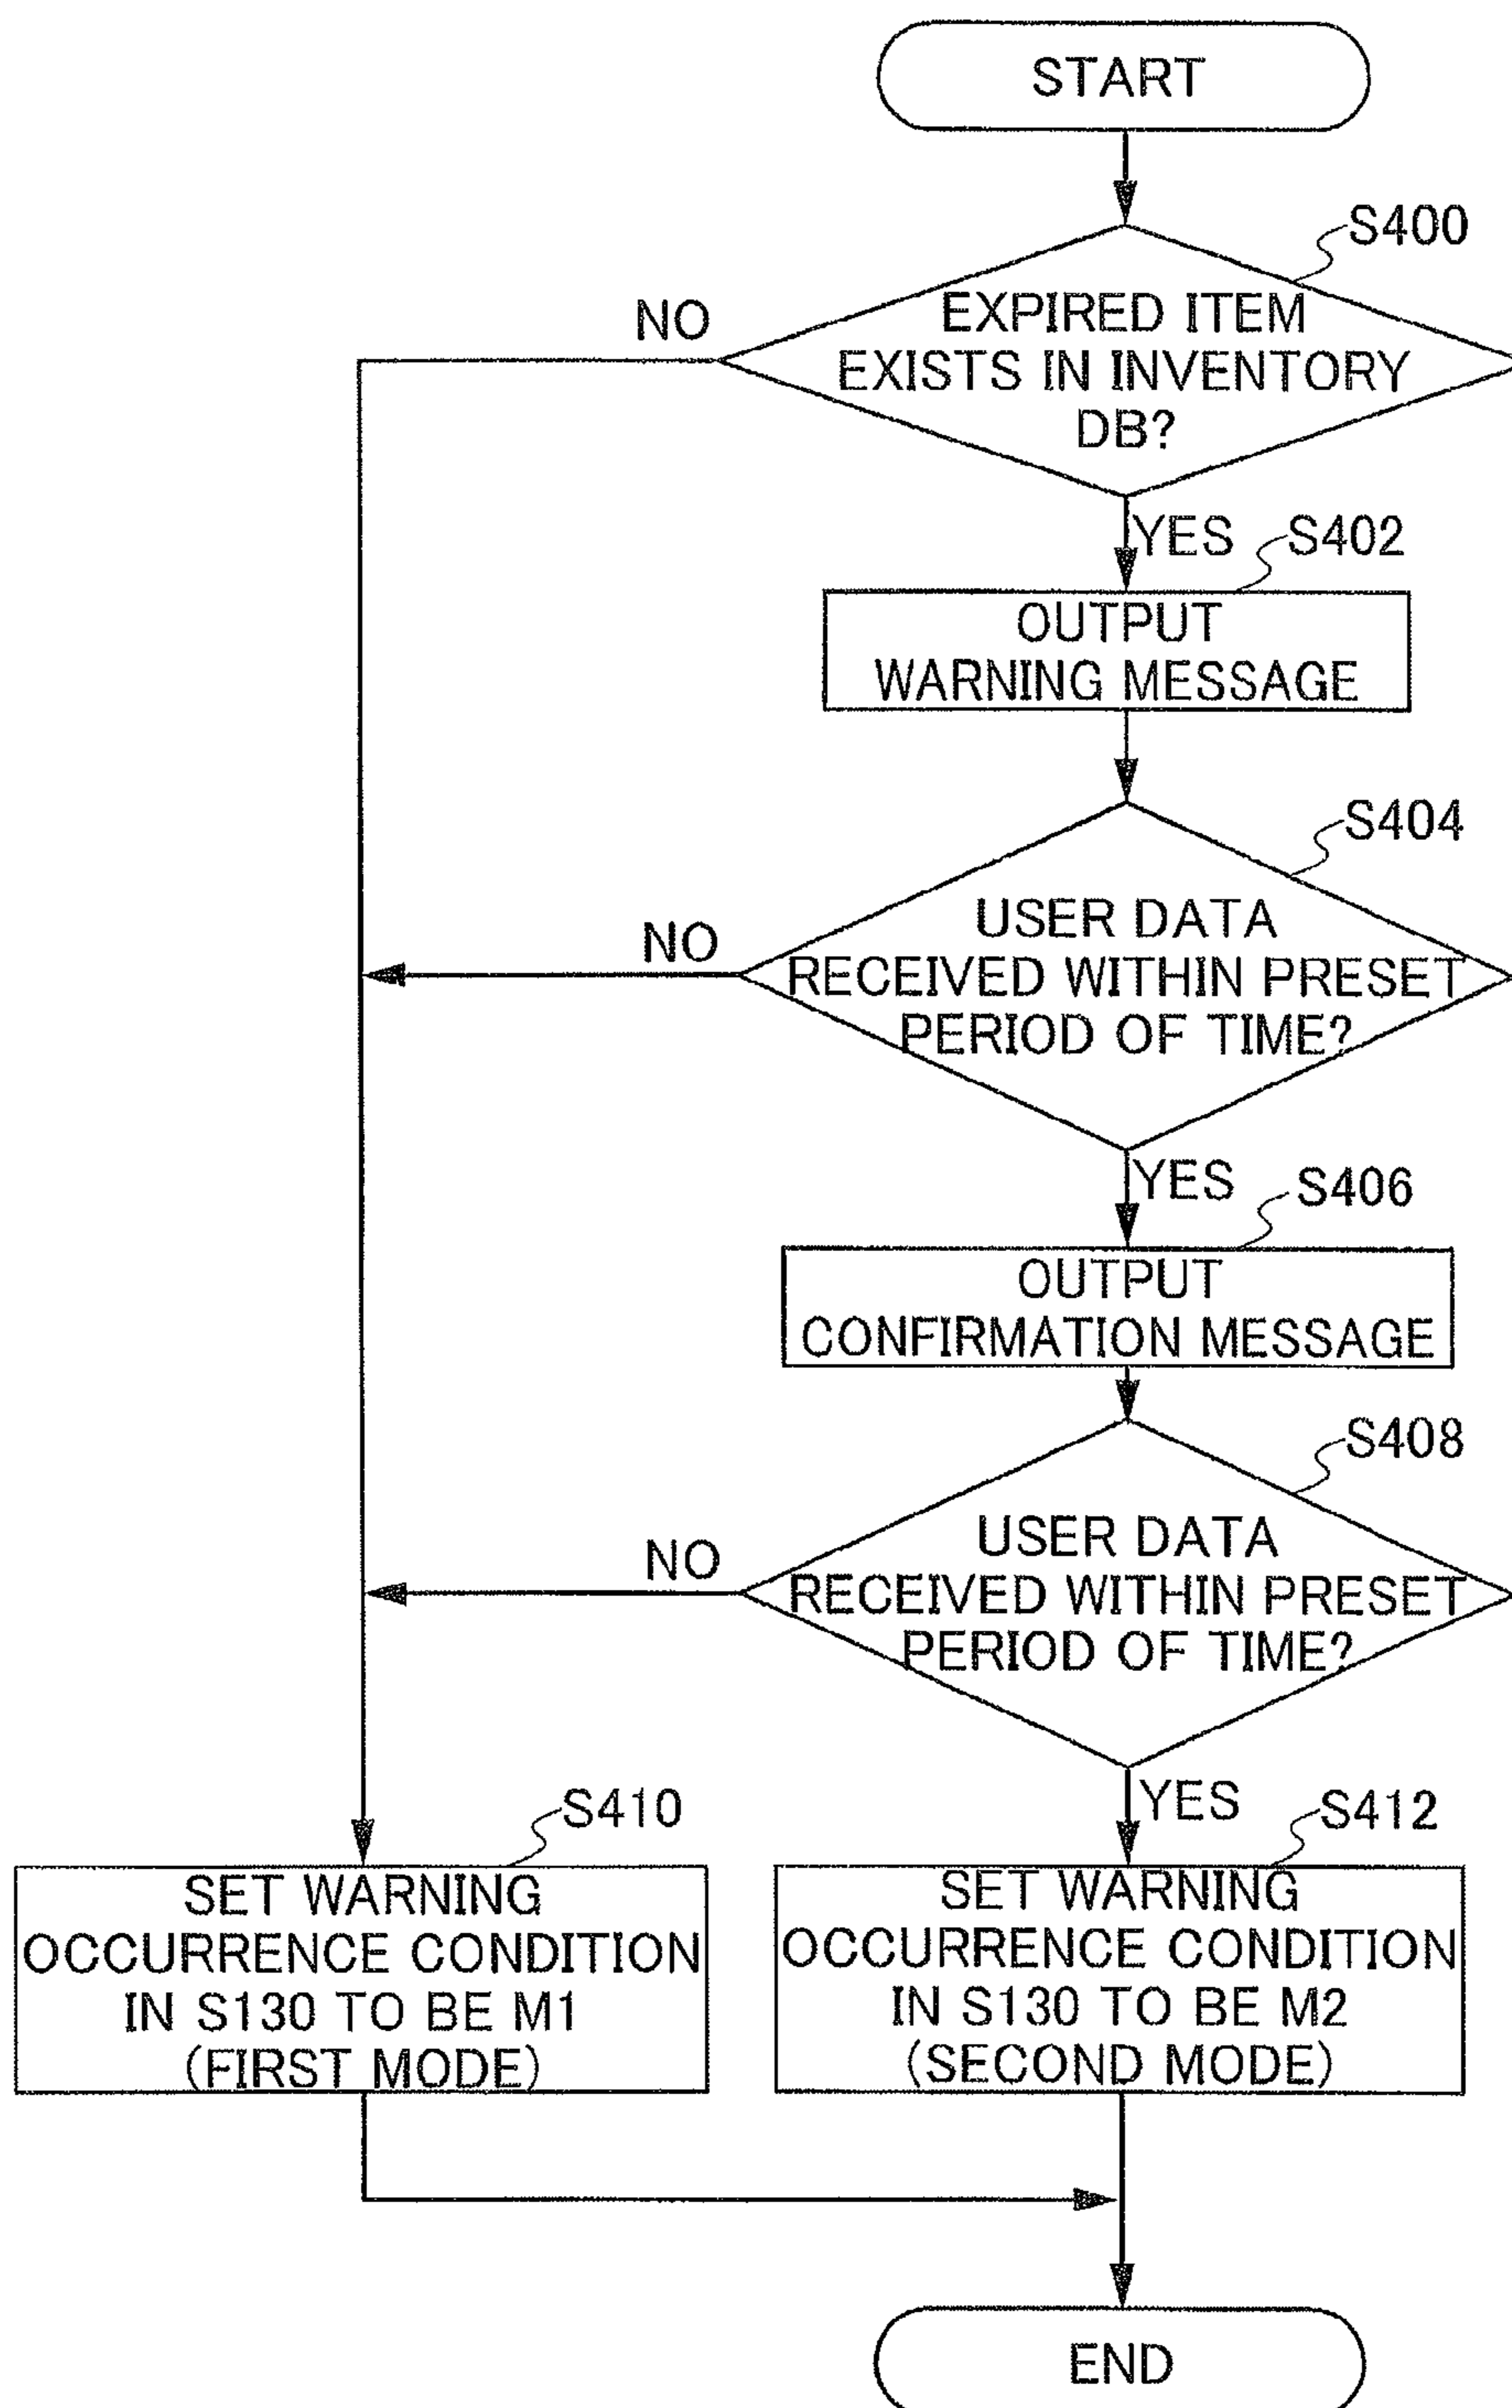 START
S400
NO
EXPIRED ITEM
EXISTS IN INVENTORY
DB?
YES
S402
OUTPUT
WARNING MESSAGE
S404
NO
USER DATA
RECEIVED WITHIN PRESET
PERIOD OF TIME?
YES
S406
OUTPUT
CONFIRMATION MESSAGE
S408
NO
USER DATA
RECEIVED WITHIN PRESET
PERIOD OF TIME?
YES
S410
SET WARNING
OCCURRENCE CONDITION
IN S130 TO BE M1
(FIRST MODE)
S412
SET WARNING
OCCURRENCE CONDITION
IN S130 TO BE M2
(SECOND MODE)
END